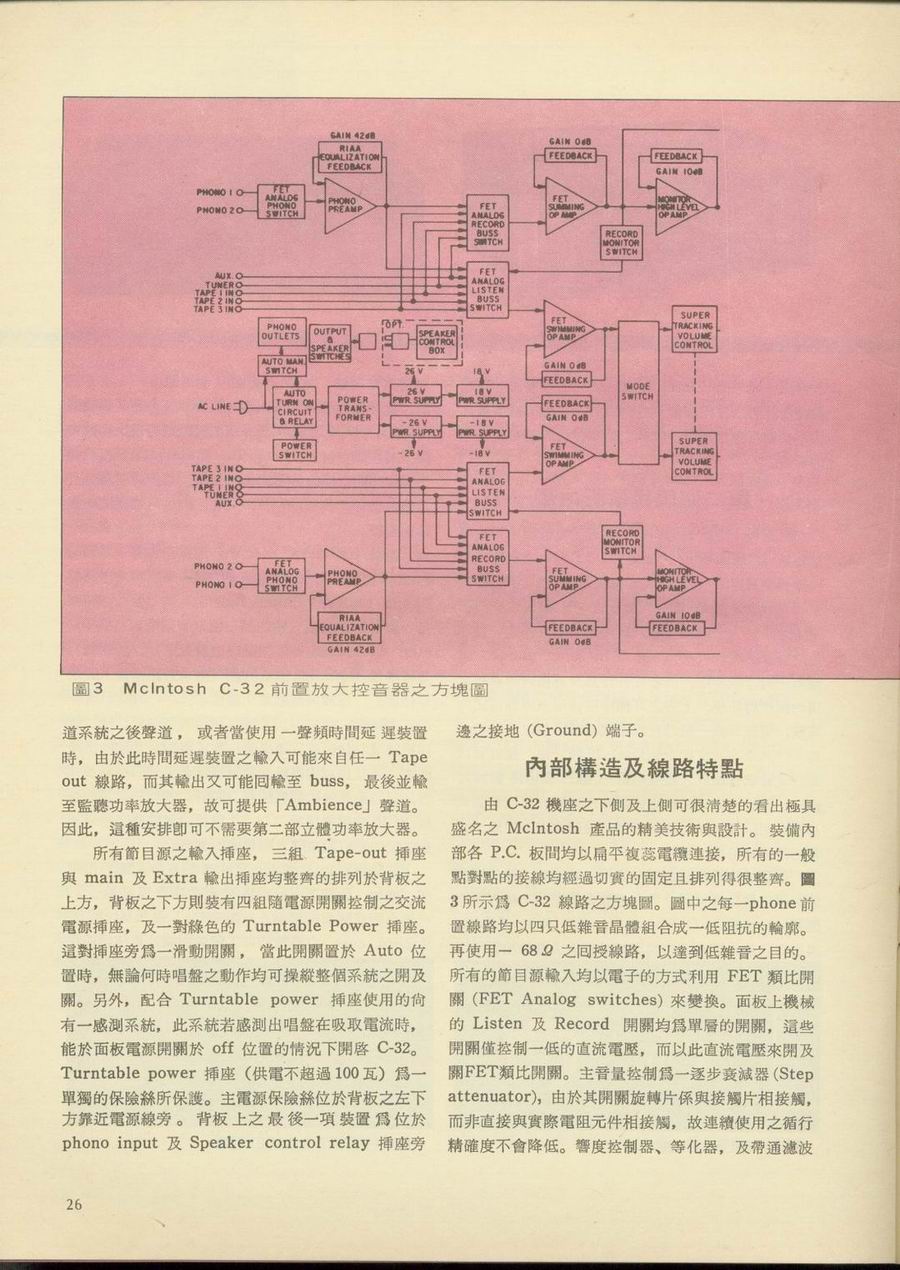 GAIN 42dB
RIAA
EQUALIZATION
FEEDBACK
PHONO 1
PHONO 2
FET
ANALOG
PHONO
SWITCH
PHONO
PREAMP
FET
ANALOG
RECORD
BUSS
SWITCH
GAIN 0dB
FEEDBACK
FET
SUMMING
OP AMP
FEEDBACK
GAIN 10dB
MONITOR
HIGH LEVEL
OP AMP
RECORD
MONITOR
SWITCH
AUX.
TUNER
TAPE 1 IN
TAPE 2 IN
TAPE 3 IN
FET
ANALOG
LISTEN
BUSS
SWITCH
PHONO
OUTLETS
OUTPUT
&
SPEAKER
SWITCHES
OPT.
SPEAKER
CONTROL
BOX
AUTO MAN.
SWITCH
AC LINE
AUTO
TURN ON
CIRCUIT
& RELAY
POWER
SWITCH
POWER
TRANS-
FORMER
26 V
26 V
PWR. SUPPLY
18 V
18 V
PWR. SUPPLY
-26 V
PWR. SUPPLY
-26 V
-18 V
PWR. SUPPLY
-18 V
FET
SWIMMING
OP AMP
GAIN 0dB
FEEDBACK
FEEDBACK
GAIN 0dB
FET
SWIMMING
OP AMP
MODE
SWITCH
SUPER
TRACKING
VOLUME
CONTROL
SUPER
TRACKING
VOLUME
CONTROL
TAPE 3 IN
TAPE 2 IN
TAPE 1 IN
TUNER
AUX.
FET
ANALOG
LISTEN
BUSS
SWITCH
FET
ANALOG
RECORD
BUSS
SWITCH
RECORD
MONITOR
SWITCH
PHONO 2
PHONO 1
FET
ANALOG
PHONO
SWITCH
PHONO
PREAMP
RIAA
EQUALIZATION
FEEDBACK
GAIN 42dB
FET
SUMMING
OP AMP
FEEDBACK
GAIN 0dB
MONITOR
HIGH LEVEL
OP AMP
GAIN 10dB
FEEDBACK
圖3 McIntosh C-32 前置放大控音器之方塊圖
道系統之後聲道，或者當使用一聲頻時間延遲裝置
時，由於此時間延遲裝置之輸入可能來自任一 Tape
out 線路，而其輸出又可能囘輸至 buss，最後並輸
至監聽功率放大器，故可提供「Ambience」聲道。
因此，這種安排卽可不需要第二部立體功率放大器。
所有節目源之輸入揷座，三組 Tape-out 揷座
與 main 及 Extra 輸出揷座均整齊的排列於背板之
上方，背板之下方則裝有四組隨電源開關控制之交流
電源揷座，及一對綠色的 Turntable Power 揷座。
這對揷座旁爲一滑動開關，當此開關置於 Auto 位
置時，無論何時唱盤之動作均可操縱整個系統之開及
關。另外，配合 Turntable power 揷座使用的尙
有一感測系統，此系統若感測出唱盤在吸取電流時，
能於面板電源開關於 off 位置的情況下開啓 C-32。
Turntable power 揷座（供電不超過100瓦）爲一
單獨的保險絲所保護。主電源保險絲位於背板之左下
方靠近電源線旁。背板上之最後一項裝置爲位於
phono input 及 Speaker control relay 揷座旁
邊之接地 (Ground) 端子。
內部構造及線路特點
由 C-32 機座之下側及上側可很淸楚的看出極具
盛名之 McIntosh 產品的精美技術與設計。裝備內
部各 P.C. 板間均以扁平複蕊電纜連接，所有的一般
點對點的接線均經過切實的固定且排列得很整齊。圖
3所示爲 C-32 線路之方塊圖。圖中之每一phone前
置線路均以四只低雜音晶體組合成一低阻抗的輪廓。
再使用一 68Ω 之囘授線路，以達到低雜音之目的。
所有的節目源輸入均以電子的方式利用 FET 類比開
關 (FET Analog switches) 來變換。面板上機械
的 Listen 及 Record 開關均爲單層的開關，這些
開關僅控制一低的直流電壓，而以此直流電壓來開及
關FET類比開關。主音量控制爲一逐步衰減器 (Step
attenuator)，由於其開關旋轉片係與接觸片相接觸，
而非直接與實際電阻元件相接觸，故連續使用之循行
精確度不會降低。響度控制器、等化器，及帶通濾波
26